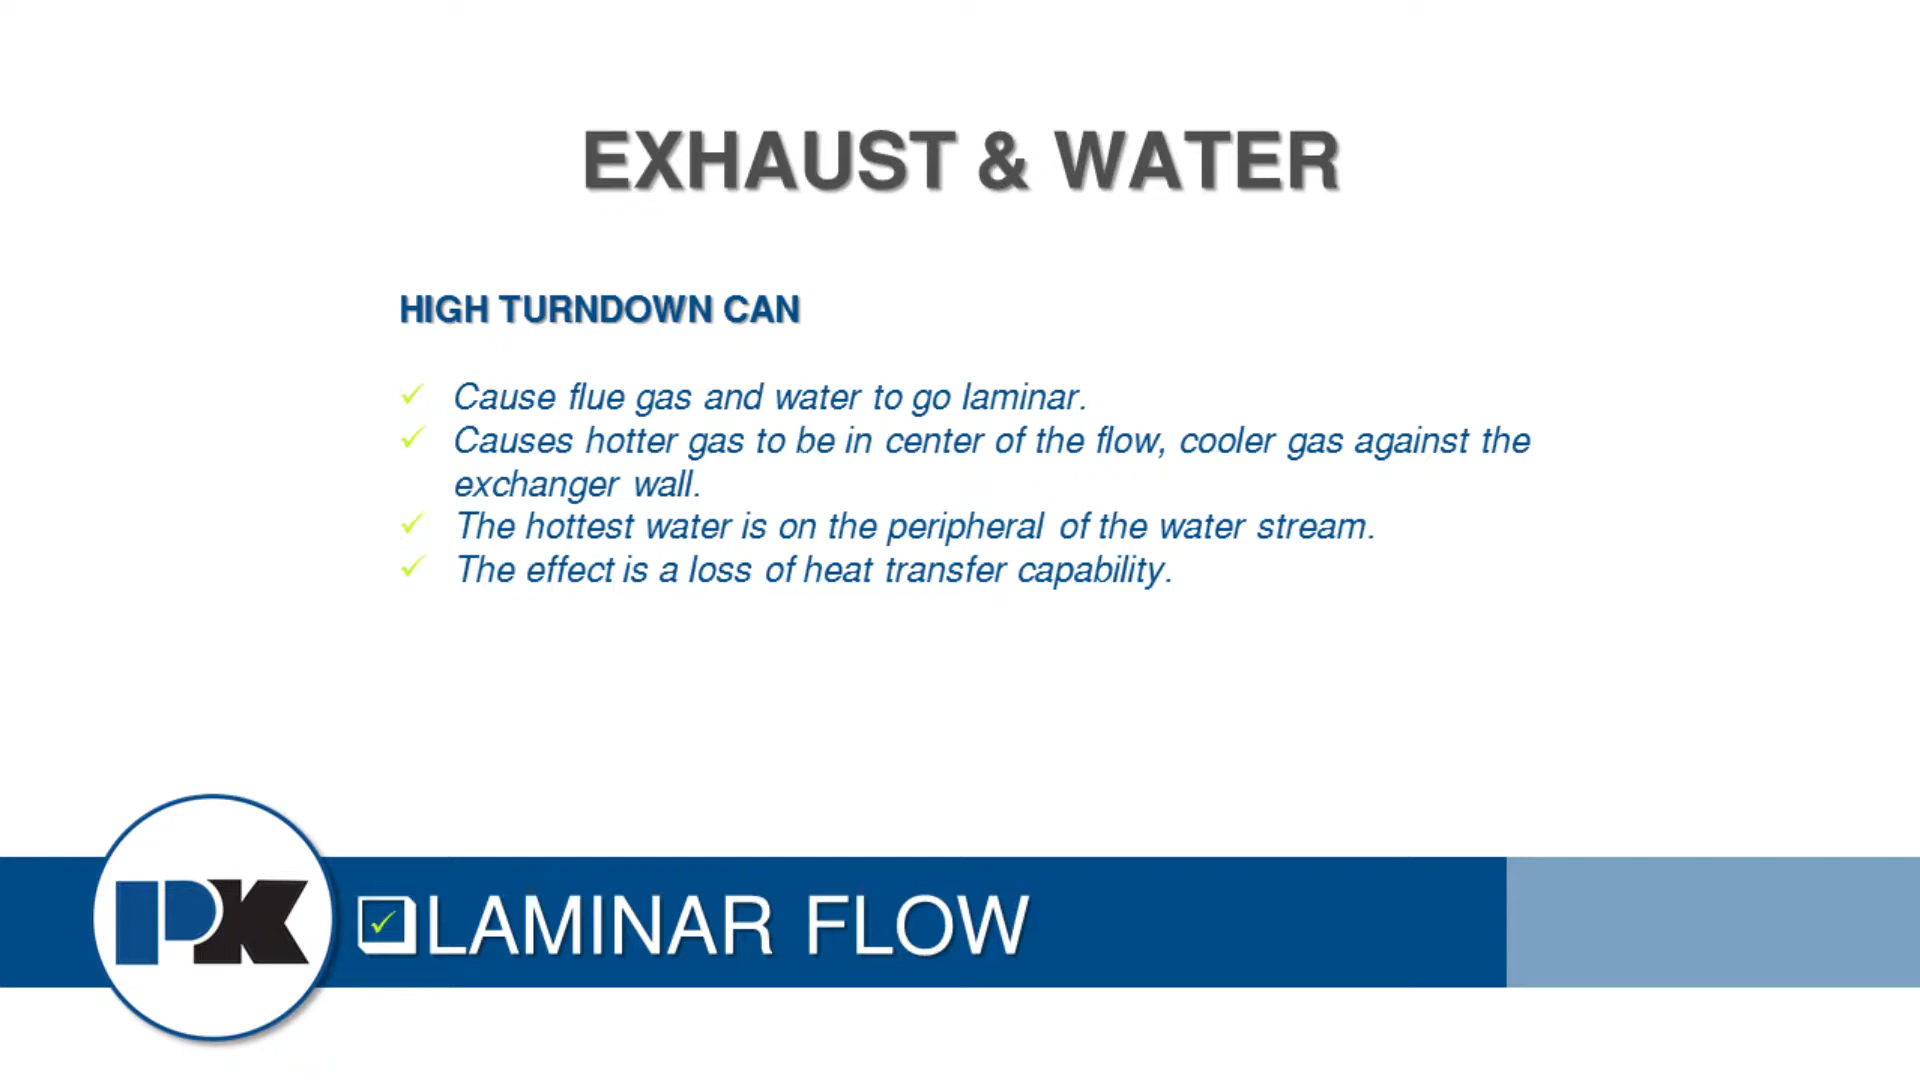 EXHAUST & WATER
HIGH TURNDOWN CAN
Cause flue gas and water to go laminar.
Causes hotter gas to be in center of the flow, cooler gas against the
exchanger wall.
The hottest water is on the peripheral of the water stream.
The effect is a loss of heat transfer capability.
PK
LAMINAR FLOW